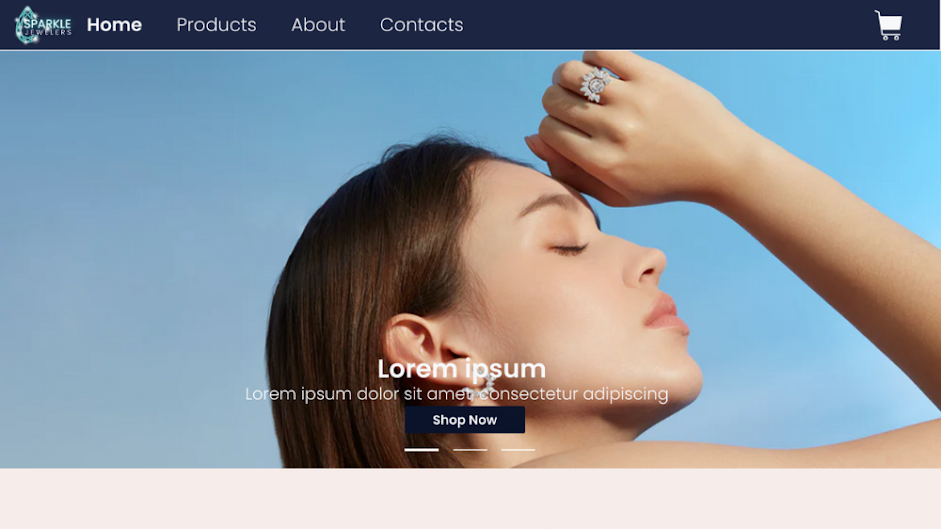 SPARKLE
JEWELERS
Home Products About Contacts
Lorem ipsum
Lorem ipsum dolor sit amet consectetur adipiscing
Shop Now